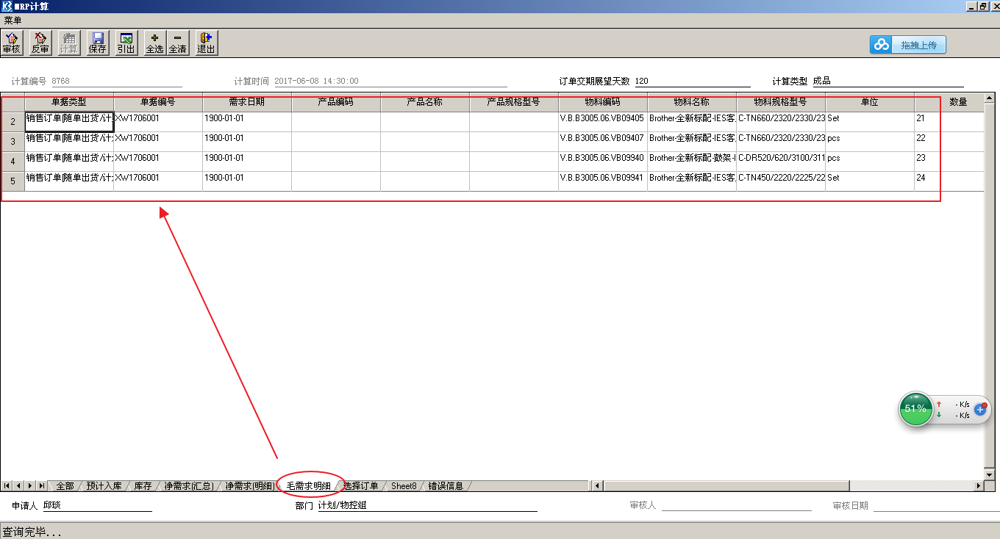 MRP计算
菜单
审核 反审 计算 保存 引出 全选 全清 退出
拖拽上传
计算编号 8768 计算时间 2017-06-08 14:30:00 订单交期展望天数 120 计算类型 成品
单据类型 单据编号 需求日期 产品编码 产品名称 产品规格型号 物料编码 物料名称 物料规格型号 单位 数量
2 销售订单[随单出货/计划 XW1706001 1900-01-01 V.B.B3005.06.VB09405 Brother-全新标配-IES客 C-TN660/2320/2330/23 Set 21
3 销售订单[随单出货/计划 XW1706001 1900-01-01 V.B.B3005.06.VB09407 Brother-全新标配-IES客 C-TN660/2320/2330/23 pcs 22
4 销售订单[随单出货/计划 XW1706001 1900-01-01 V.B.B3005.06.VB09940 Brother-全新标配-鼓架-I C-DR520/620/3100/311 pcs 23
5 销售订单[随单出货/计划 XW1706001 1900-01-01 V.B.B3005.06.VB09941 Brother-全新标配-IES客 C-TN450/2220/2225/22 Set 24
51%
- K/s
- K/s
全部 预计入库 库存 净需求(汇总) 净需求(明细) 毛需求明细 选择订单 Sheet8 错误信息
申请人 邱琰 部门 计划/物控组 审核人 审核日期
查询完毕...